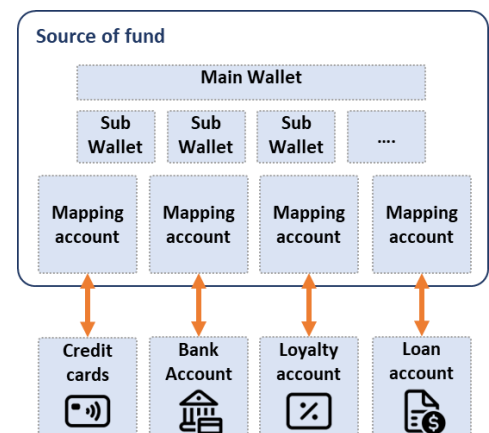 Source of fund
Main Wallet
Sub
Wallet
Sub
Wallet
Sub
Wallet
....
Mapping
account
Mapping
account
Mapping
account
Mapping
account
Credit
cards
Bank
Account
Loyalty
account
Loan
account
%
$